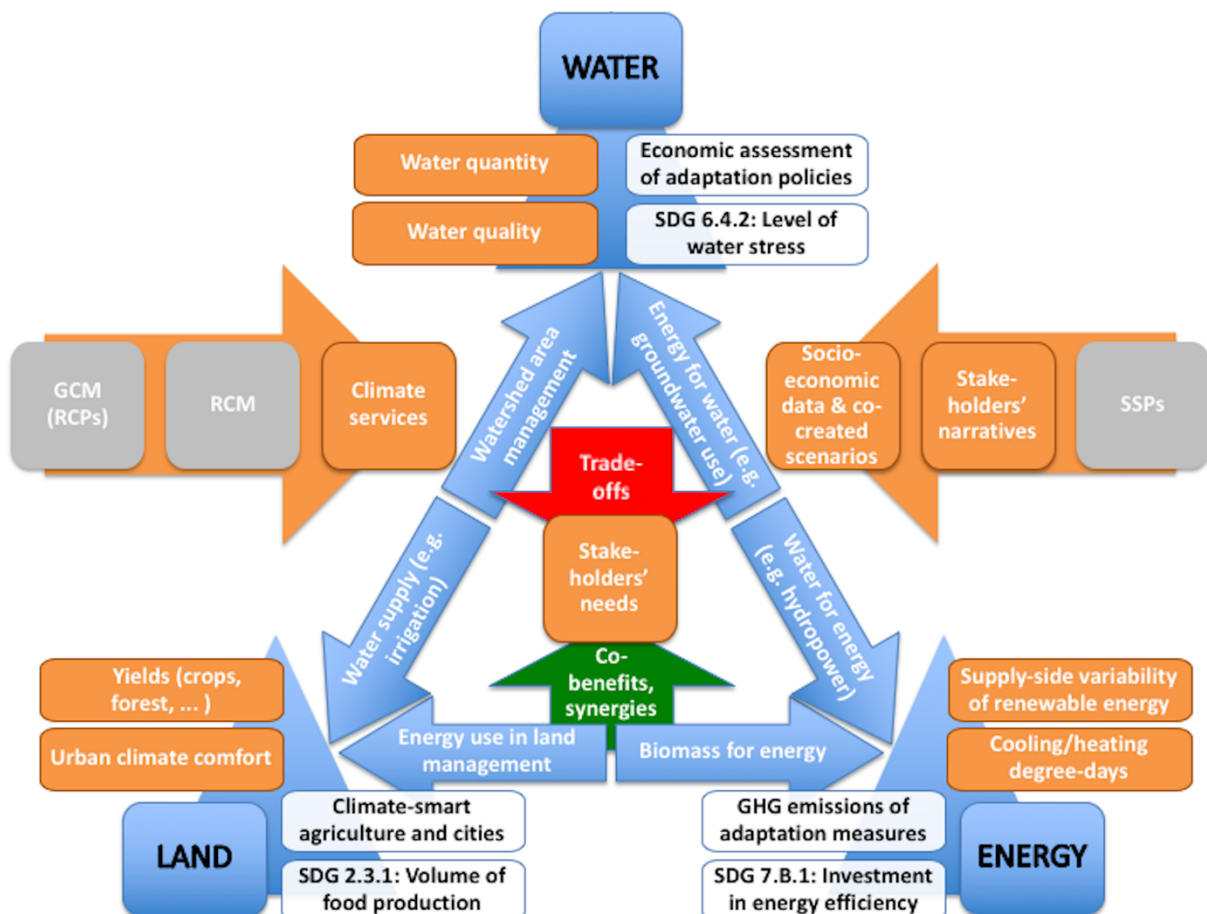 WATER
Water quantity
Economic assessment
of adaptation policies
Water quality
SDG 6.4.2: Level of
water stress
GCM
(RCPs)
RCM
Climate
services
Watershed area
management
Energy for water (e.g.
groundwater use)
Socio-
economic
data & co-
created
scenarios
Stake-
holders'
narratives
SSPs
Trade-
offs
Stake-
holders'
needs
Co-
benefits,
synergies
Water supply (e.g.
irrigation)
Water for energy
(e.g. hydropower)
Yields (crops,
forest, ... )
Urban climate comfort
Energy use in land
management
Biomass for energy
Supply-side variability
of renewable energy
Cooling/heating
degree-days
LAND
Climate-smart
agriculture and cities
SDG 2.3.1: Volume of
food production
GHG emissions of
adaptation measures
SDG 7.B.1: Investment
in energy efficiency
ENERGY